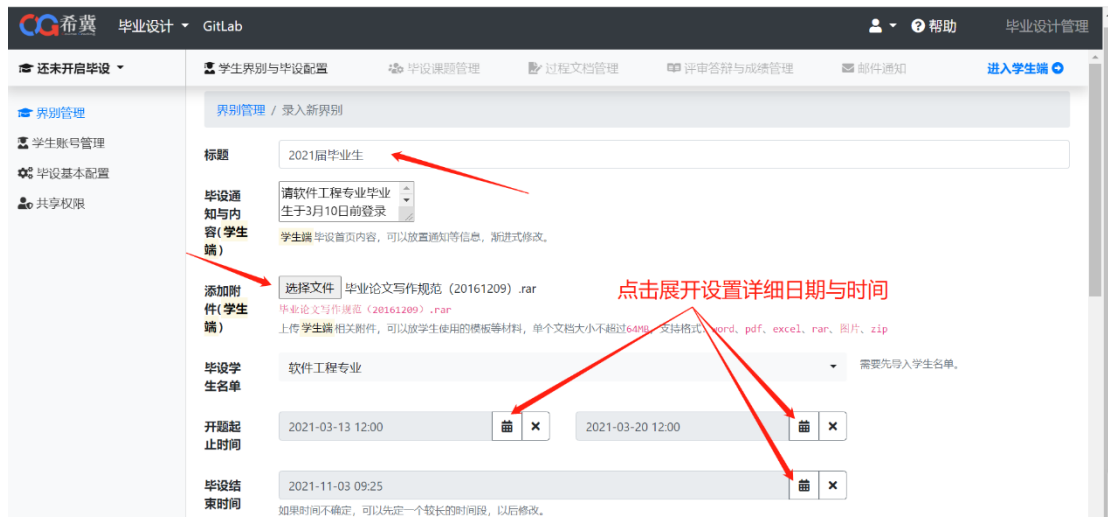 CG希冀 毕业设计 GitLab 帮助 毕业设计管理
还未开启毕设 学生界别与毕设配置 毕设课题管理 过程文档管理 评审答辩与成绩管理 邮件通知 进入学生端
界别管理
学生账号管理
毕设基本配置
共享权限
界别管理 / 录入新界别
标题 2021届毕业生
毕设通知与内容(学生端)
请软件工程专业毕业
生于3月10日前登录
学生端 毕设首页内容，可以放置通知等信息，渐进式修改。
添加附件(学生端)
选择文件 毕业论文写作规范（20161209）.rar
毕业论文写作规范（20161209）.rar
上传 学生端 相关附件，可以放学生使用的模板等材料，单个文档大小不超过64MB，支持格式：word、pdf、excel、rar、图片、zip
点击展开设置详细日期与时间
毕设学生名单 软件工程专业 需要先导入学生名单。
开题起止时间 2021-03-13 12:00 2021-03-20 12:00
毕设结束时间 2021-11-03 09:25
如果时间不确定，可以先定一个较长的时间段，以后修改。